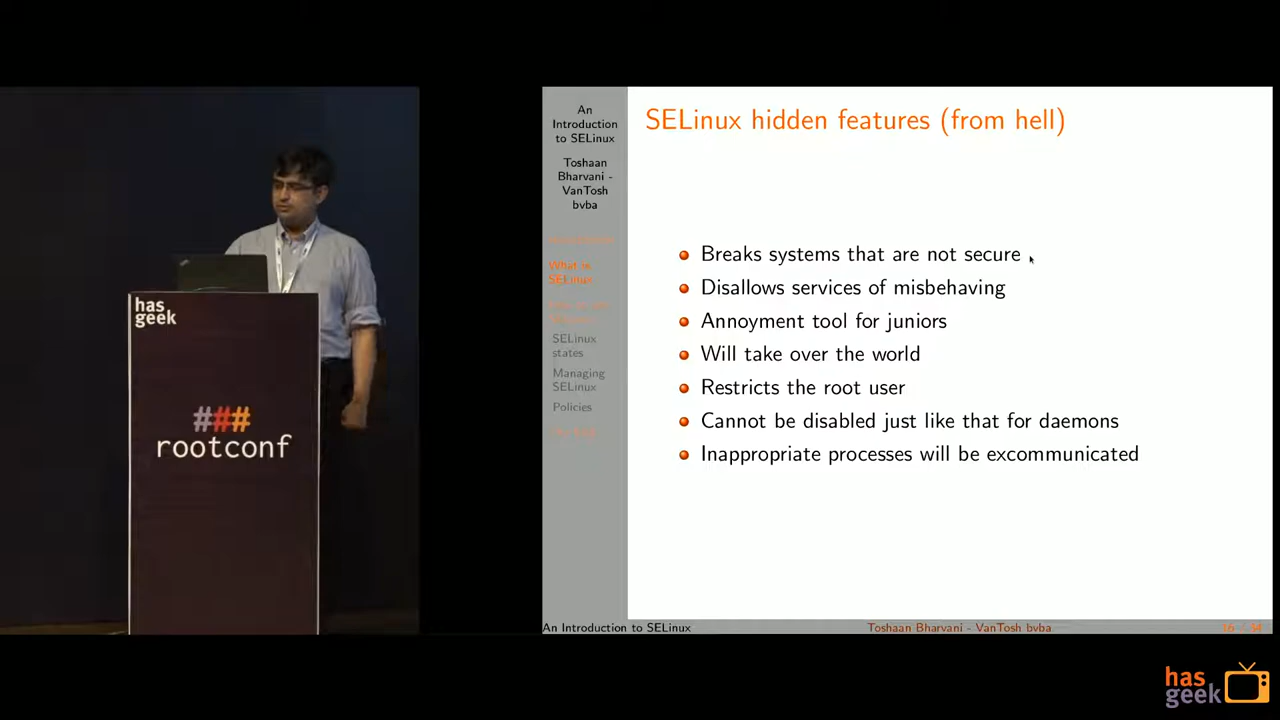 An
Introduction
to SELinux
Toshaan
Bharvani -
VanTosh
bvba
What is
SELinux
SELinux
states
Managing
SELinux
Policies
SELinux hidden features (from hell)
Breaks systems that are not secure
Disallows services of misbehaving
Annoyment tool for juniors
Will take over the world
Restricts the root user
Cannot be disabled just like that for daemons
Inappropriate processes will be excommunicated
An Introduction to SELinux
Toshaan Bharvani - VanTosh bvba
has
geek
###
rootconf
has
geek